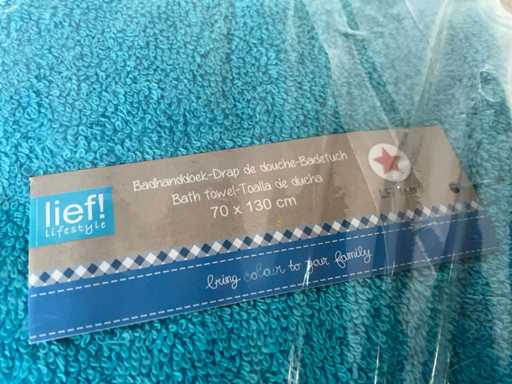 lief!
lifestyle
Badhanddoek-Drap de douche-Badetuch
Bath towel-Toalla de ducha
70 x 130 cm
bring colour to your family